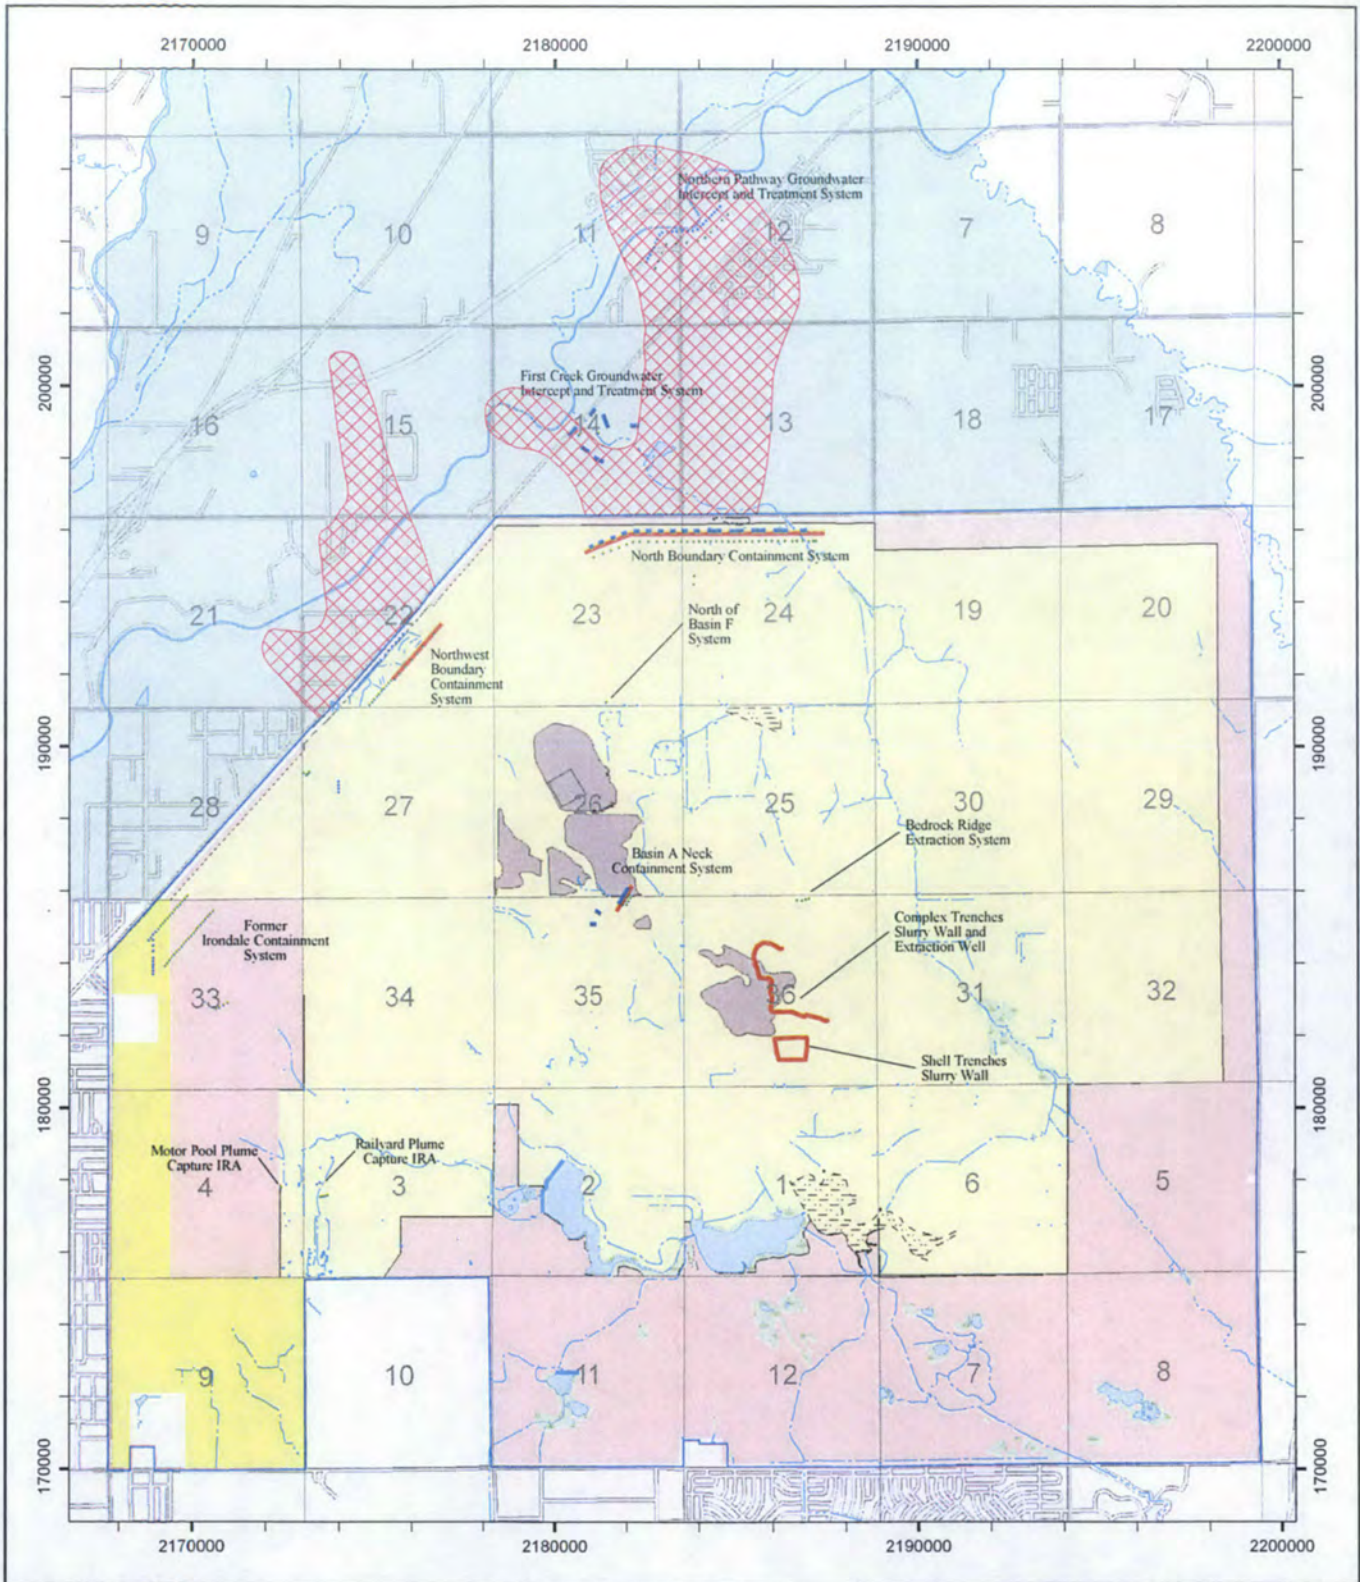 2170000 2180000 2190000 2200000
Northern Pathway Groundwater
Intercept and Treatment System
9 10 11 12 7 8
200000 200000
First Creek Groundwater
Intercept and Treatment System
16 15 14 13 18 17
North Boundary Containment System
21 22 23 24 19 20
North of
Basin F
System
Northwest
Boundary
Containment
System
190000 190000
28 27 26 25 30 29
Bedrock Ridge
Extraction System
Basin A Neck
Containment System
Former
Irondale Containment
System
Complex Trenches
Slurry Wall and
Extraction Well
33 34 35 36 31 32
Shell Trenches
Slurry Wall
180000 180000
Motor Pool Plume
Capture IRA
Railyard Plume
Capture IRA
4 3 2 1 6 5
9 10 11 12 7 8
170000 170000
2170000 2180000 2190000 2200000